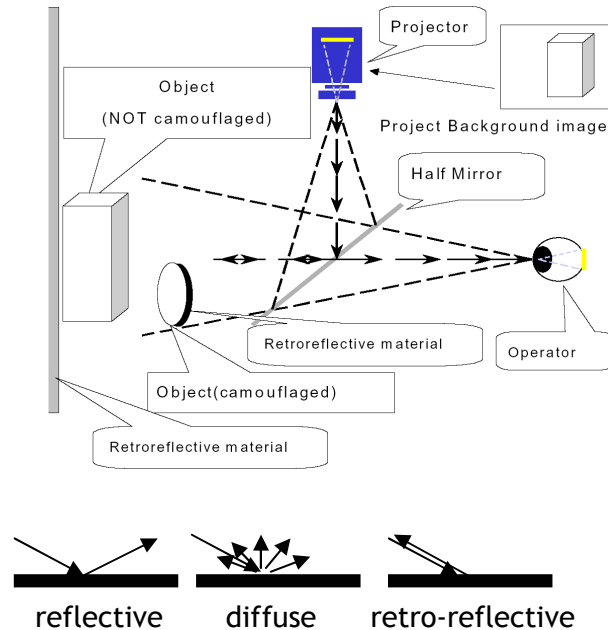 Projector
Object
(NOT camouflaged)
Project Background image
Half Mirror
Retroreflective material
Operator
Object(camouflaged)
Retroreflective material
reflective
diffuse
retro-reflective